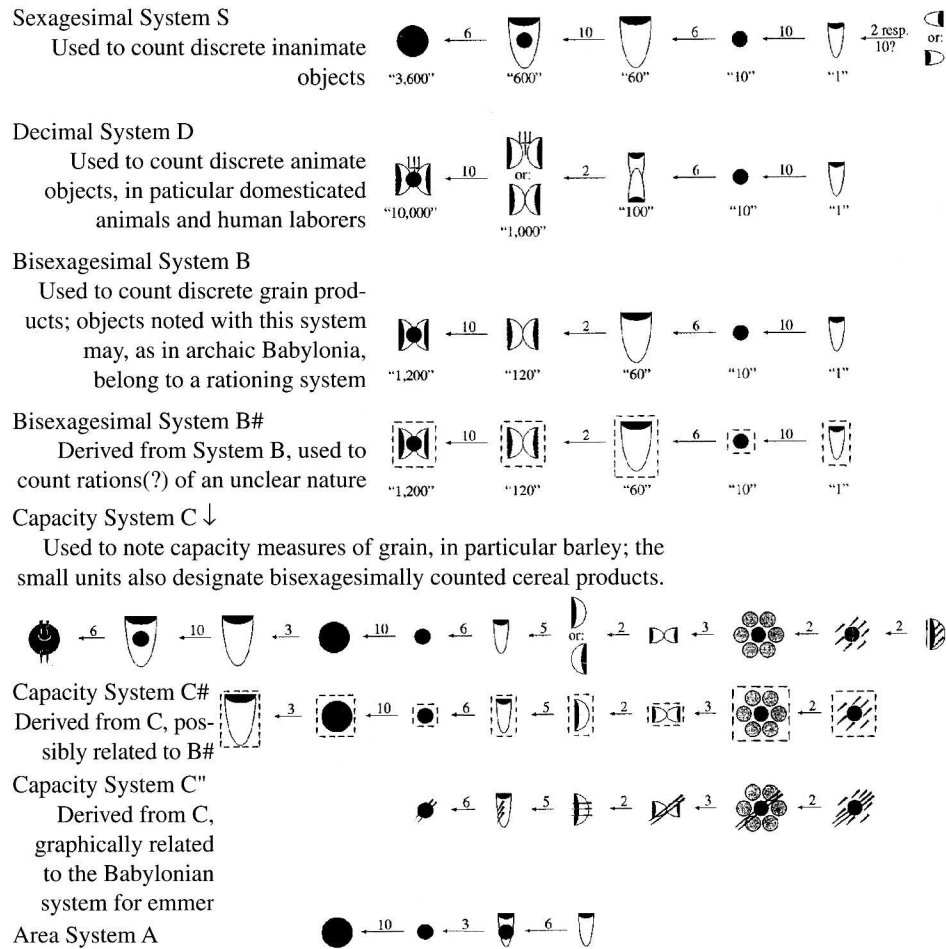 Sexagesimal System S
Used to count discrete inanimate
objects
6 10 6 10 2 resp.
10?
or:
“3,600” “600” “60” “10” “1”
Decimal System D
Used to count discrete animate
objects, in paticular domesticated
animals and human laborers
10 or: 2 6 10
“10,000” “1,000” “100” “10” “1”
Bisexagesimal System B
Used to count discrete grain prod-
ucts; objects noted with this system
may, as in archaic Babylonia,
belong to a rationing system
10 2 6 10
“1,200” “120” “60” “10” “1”
Bisexagesimal System B#
Derived from System B, used to
count rations(?) of an unclear nature
10 2 6 10
“1,200” “120” “60” “10” “1”
Capacity System C ↓
Used to note capacity measures of grain, in particular barley; the
small units also designate bisexagesimally counted cereal products.
6 10 3 10 6 5 or: 2 3 2 2
Capacity System C#
Derived from C, pos-
sibly related to B#
3 10 6 5 2 3 2
Capacity System C"
Derived from C,
graphically related
to the Babylonian
system for emmer
6 5 2 3 2
Area System A
10 3 6